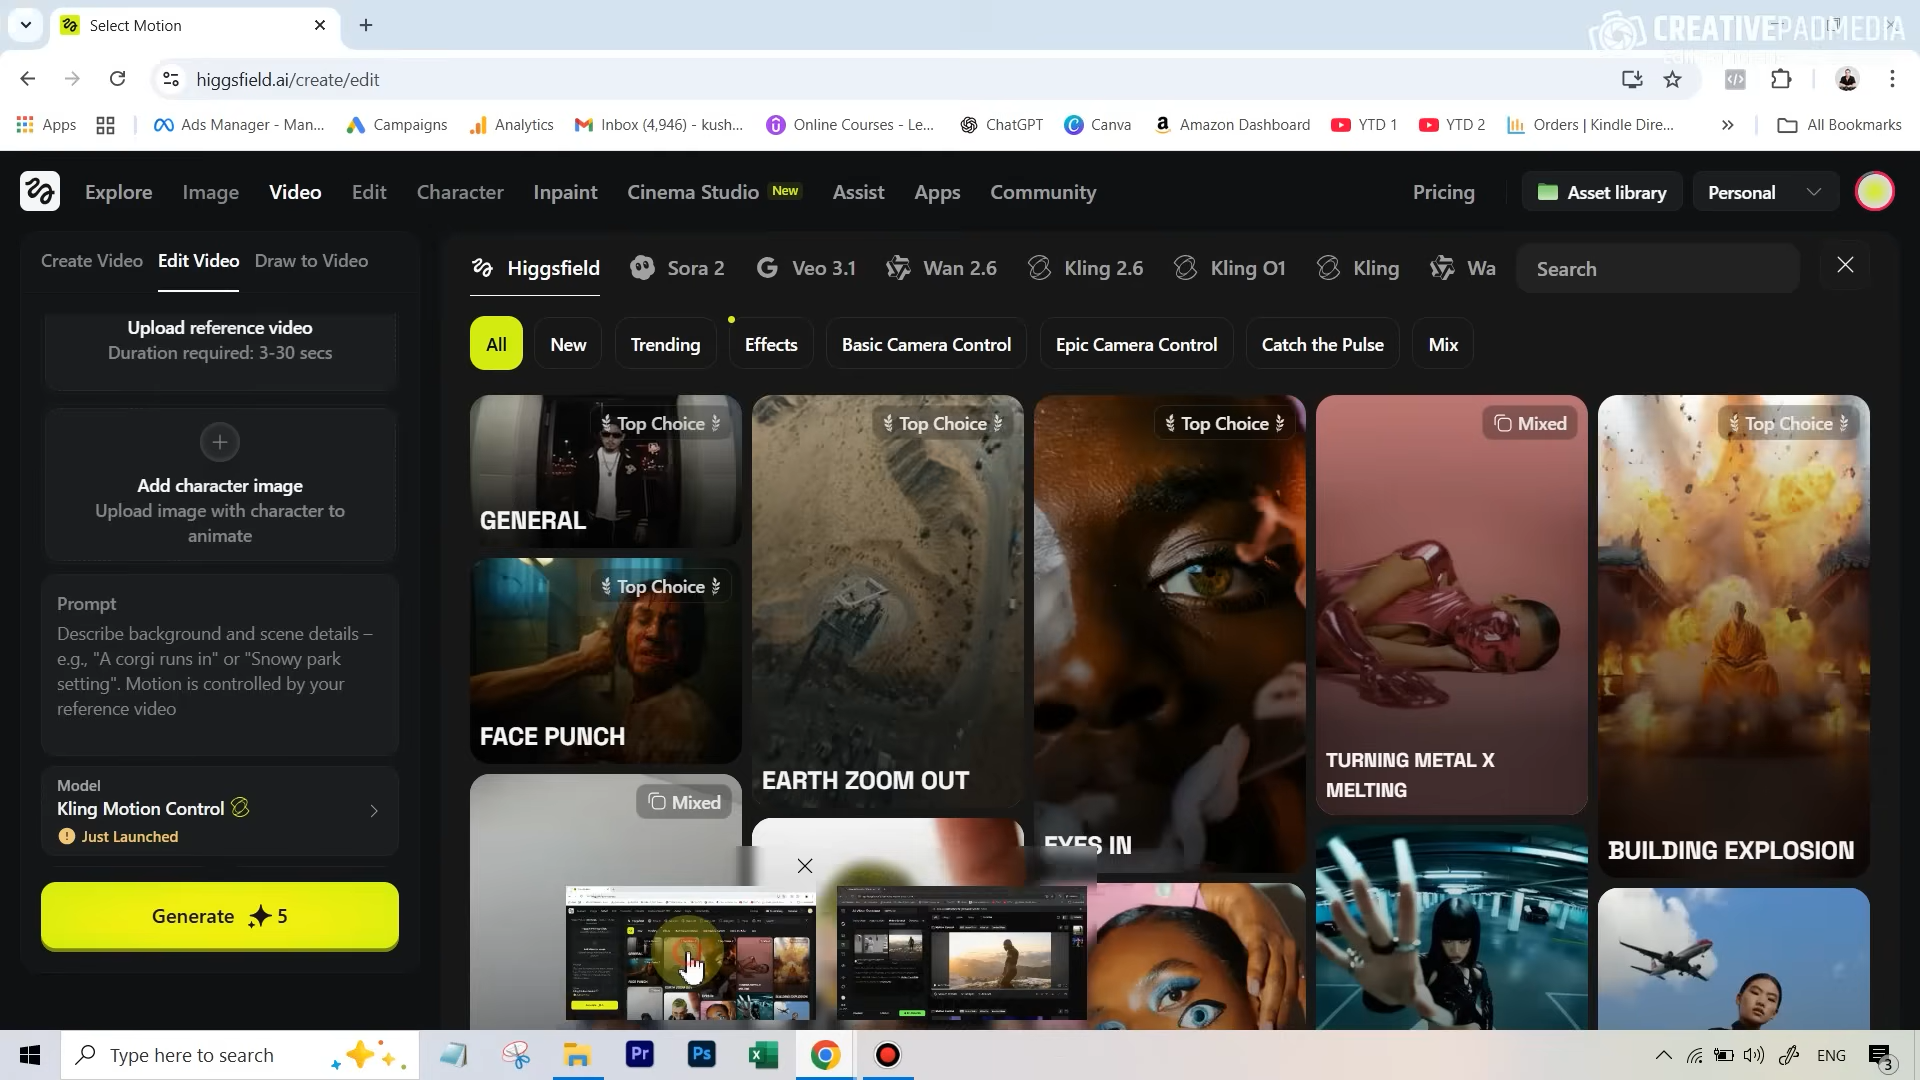 Select Motion
CREATIVEPADMEDIA
higgsfield.ai/create/edit
Apps
Ads Manager - Man...
Campaigns
Analytics
Inbox (4,946) - kush...
Online Courses - Le...
ChatGPT
Canva
Amazon Dashboard
YTD 1
YTD 2
Orders | Kindle Dire...
All Bookmarks
Explore
Image
Video
Edit
Character
Inpaint
Cinema Studio New
Assist
Apps
Community
Pricing
Asset library
Personal
Create Video
Edit Video
Draw to Video
Higgsfield
Sora 2
Veo 3.1
Wan 2.6
Kling 2.6
Kling O1
Kling
Wa
Search
Upload reference video
Duration required: 3-30 secs
All
New
Trending
Effects
Basic Camera Control
Epic Camera Control
Catch the Pulse
Mix
Add character image
Upload image with character to
animate
Prompt
Describe background and scene details –
e.g., "A corgi runs in" or "Snowy park
setting". Motion is controlled by your
reference video
Model
Kling Motion Control
Just Launched
Generate 5
Top Choice
GENERAL
Top Choice
FACE PUNCH
Mixed
Top Choice
EARTH ZOOM OUT
Top Choice
EYES IN
Mixed
TURNING METAL X
MELTING
Top Choice
BUILDING EXPLOSION
Type here to search
Pr
Ps
ENG
3